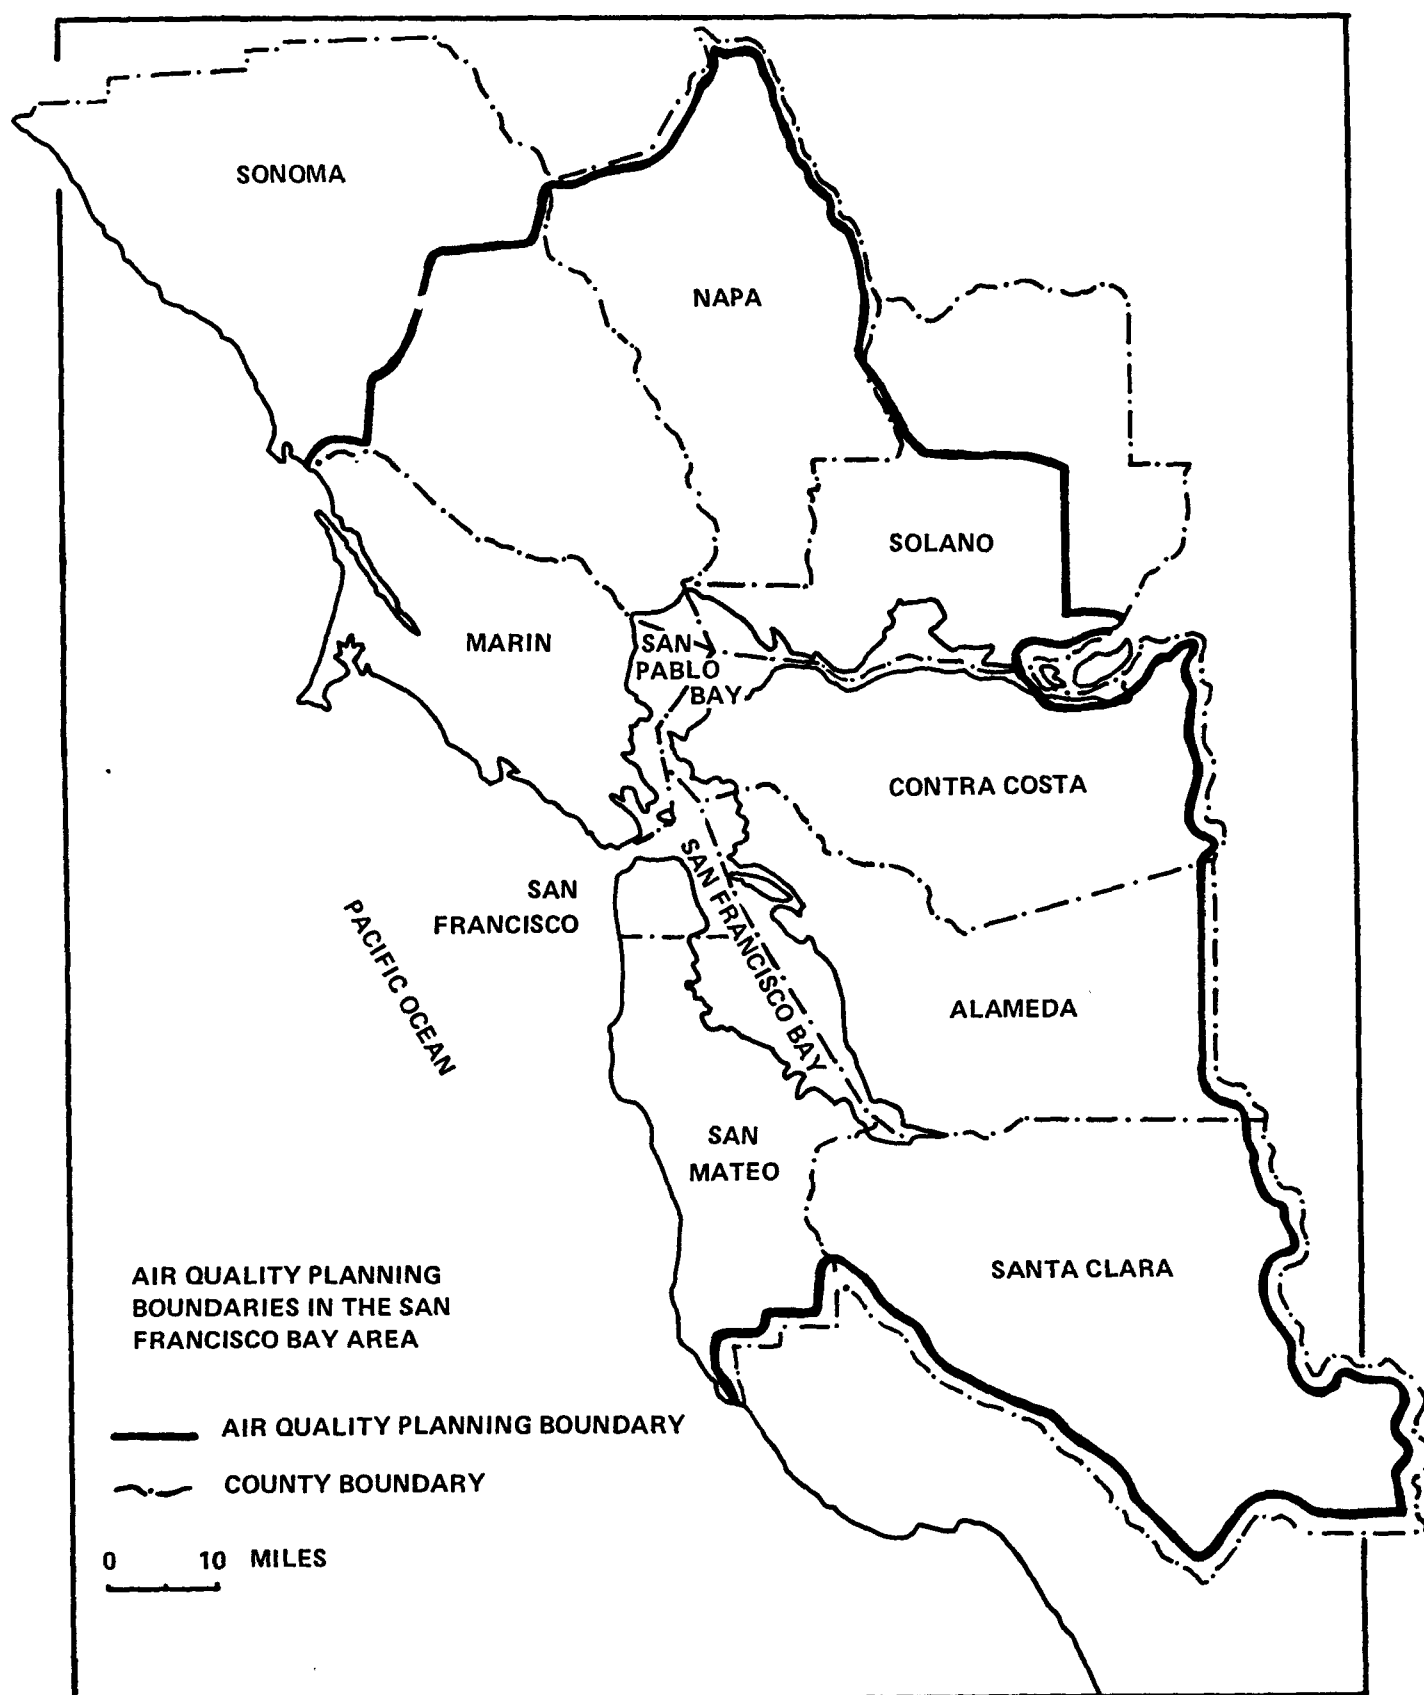 SONOMA
NAPA
SOLANO
MARIN
SAN
PABLO
BAY
CONTRA COSTA
SAN
FRANCISCO
SAN FRANCISCO BAY
PACIFIC OCEAN
ALAMEDA
SAN
MATEO
SANTA CLARA
AIR QUALITY PLANNING
BOUNDARIES IN THE SAN
FRANCISCO BAY AREA
AIR QUALITY PLANNING BOUNDARY
COUNTY BOUNDARY
0 10 MILES